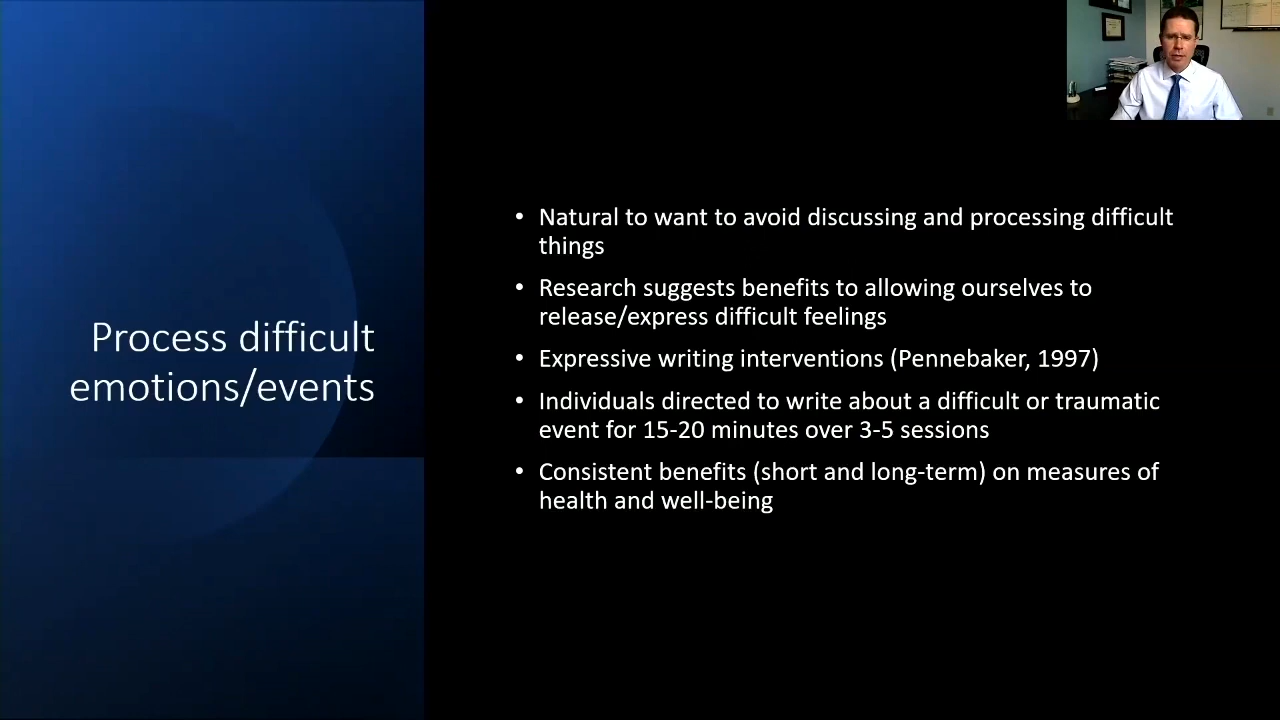 Process difficult
emotions/events
• Natural to want to avoid discussing and processing difficult
things
• Research suggests benefits to allowing ourselves to
release/express difficult feelings
• Expressive writing interventions (Pennebaker, 1997)
• Individuals directed to write about a difficult or traumatic
event for 15-20 minutes over 3-5 sessions
• Consistent benefits (short and long-term) on measures of
health and well-being